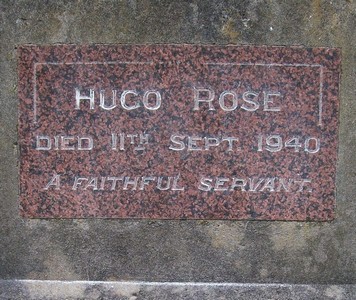 HUGO ROSE
DIED 11TH SEPT. 1940
A FAITHFUL SERVANT.